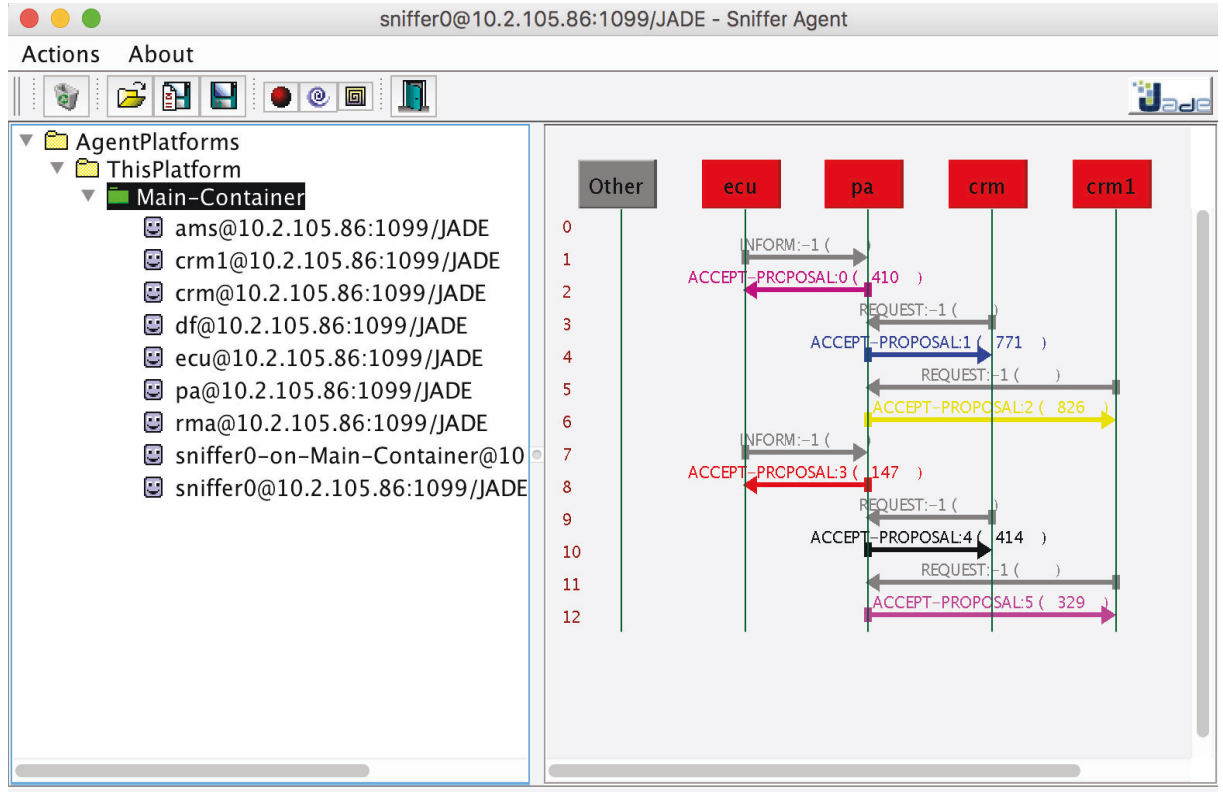 sniffer0@10.2.105.86:1099/JADE - Sniffer Agent
Actions About
Jade
AgentPlatforms
ThisPlatform
Main-Container
ams@10.2.105.86:1099/JADE
crm1@10.2.105.86:1099/JADE
crm@10.2.105.86:1099/JADE
df@10.2.105.86:1099/JADE
ecu@10.2.105.86:1099/JADE
pa@10.2.105.86:1099/JADE
rma@10.2.105.86:1099/JADE
sniffer0-on-Main-Container@10
sniffer0@10.2.105.86:1099/JADE
Other ecu pa crm crm1
0
INFORM:-1 ( )
1
ACCEPT-PROPOSAL:0 ( 410 )
2
REQUEST:-1 ( )
3
ACCEPT-PROPOSAL:1 ( 771 )
4
REQUEST:-1 ( )
5
ACCEPT-PROPOSAL:2 ( 826 )
6
INFORM:-1 ( )
7
ACCEPT-PROPOSAL:3 ( 147 )
8
REQUEST:-1 ( )
9
ACCEPT-PROPOSAL:4 ( 414 )
10
REQUEST:-1 ( )
11
ACCEPT-PROPOSAL:5 ( 329 )
12